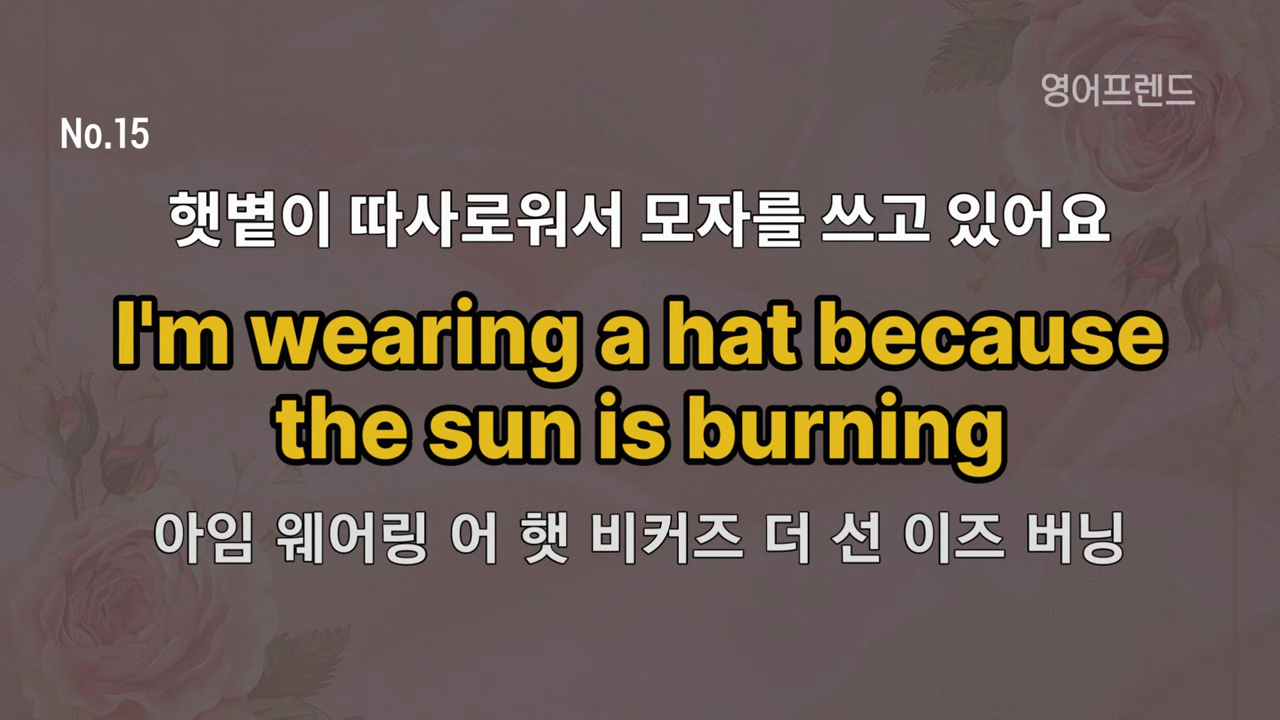 영어프렌드
No.15
햇볕이 따사로워서 모자를 쓰고 있어요
I'm wearing a hat because
the sun is burning
아임 웨어링 어 햇 비커즈 더 선 이즈 버닝